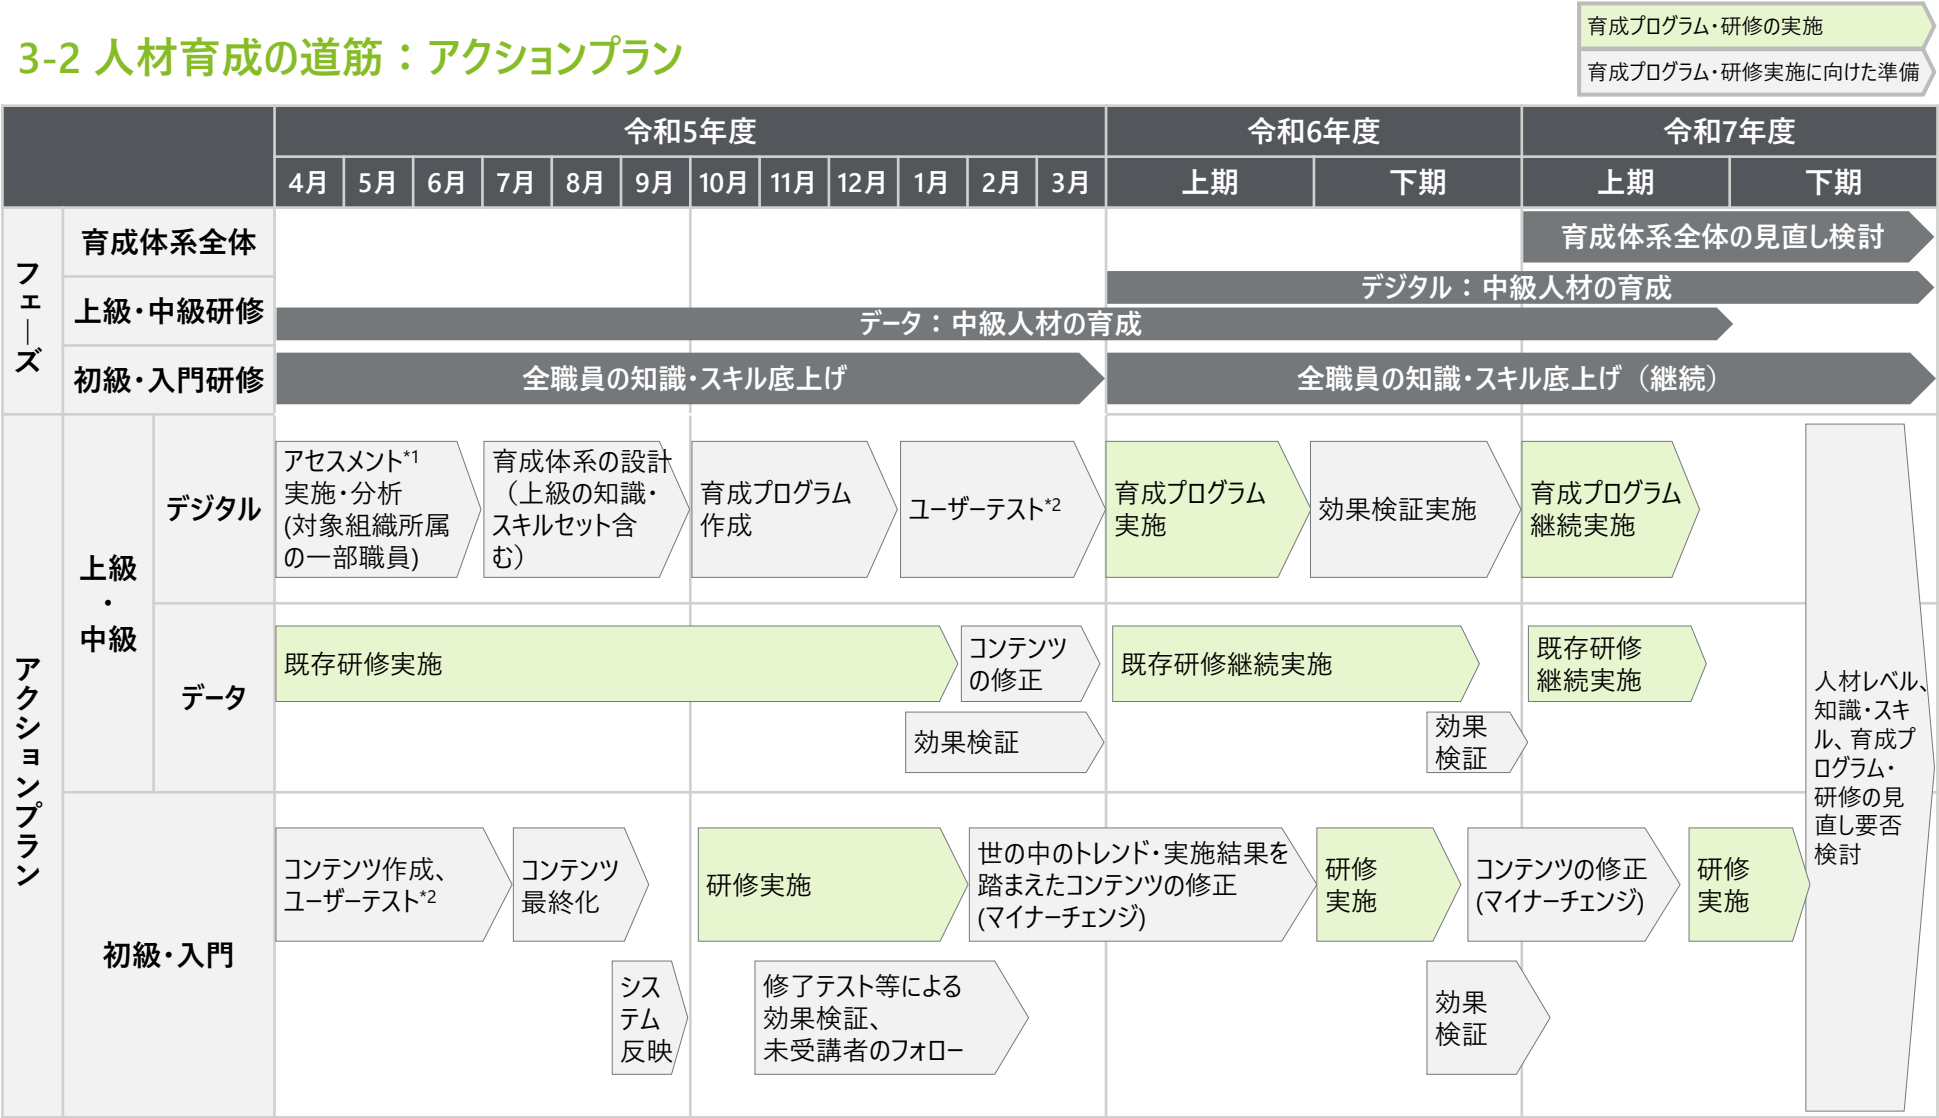 3-2 人材育成の道筋：アクションプラン
育成プログラム・研修の実施
育成プログラム・研修実施に向けた準備
令和5年度
令和6年度
令和7年度
4月
5月
6月
7月
8月
9月
10月
11月
12月
1月
2月
3月
上期
下期
上期
下期
フェーズ
育成体系全体
育成体系全体の見直し検討
上級・中級研修
デジタル：中級人材の育成
データ：中級人材の育成
初級・入門研修
全職員の知識・スキル底上げ
全職員の知識・スキル底上げ（継続）
アクションプラン
上級
・
中級
デジタル
アセスメント*1
実施・分析
(対象組織所属
の一部職員)
育成体系の設計
（上級の知識・
スキルセット含
む）
育成プログラム
作成
ユーザーテスト*2
育成プログラム
実施
効果検証実施
育成プログラム
継続実施
データ
既存研修実施
コンテンツ
の修正
効果検証
既存研修継続実施
効果
検証
既存研修
継続実施
人材レベル、
知識・スキ
ル、育成プ
ログラム・
研修の見
直し要否
検討
初級・入門
コンテンツ作成、
ユーザーテスト*2
コンテンツ
最終化
システム
反映
研修実施
修了テスト等による
効果検証、
未受講者のフォロー
世の中のトレンド・実施結果を
踏まえたコンテンツの修正
(マイナーチェンジ)
研修
実施
効果
検証
コンテンツの修正
(マイナーチェンジ)
研修
実施